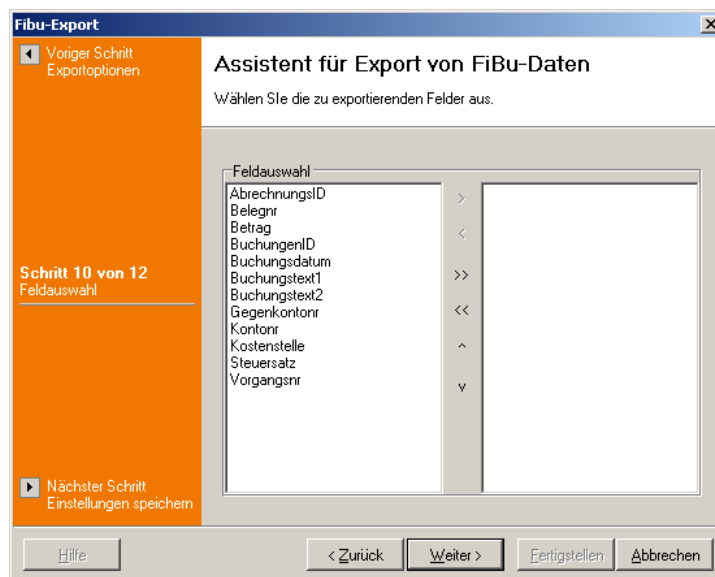 Fibu-Export
Voriger Schritt
Exportoptionen
Assistent für Export von FiBu-Daten
Wählen SIe die zu exportierenden Felder aus.
Feldauswahl
AbrechnungsID
Belegnr
Betrag
BuchungenID
Buchungsdatum
Buchungstext1
Buchungstext2
Gegenkontonr
Kontonr
Kostenstelle
Steuersatz
Vorgangsnr
>
<
>>
<<
^
v
Schritt 10 von 12
Feldauswahl
Nächster Schritt
Einstellungen speichern
Hilfe
< Zurück
Weiter >
Fertigstellen
Abbrechen